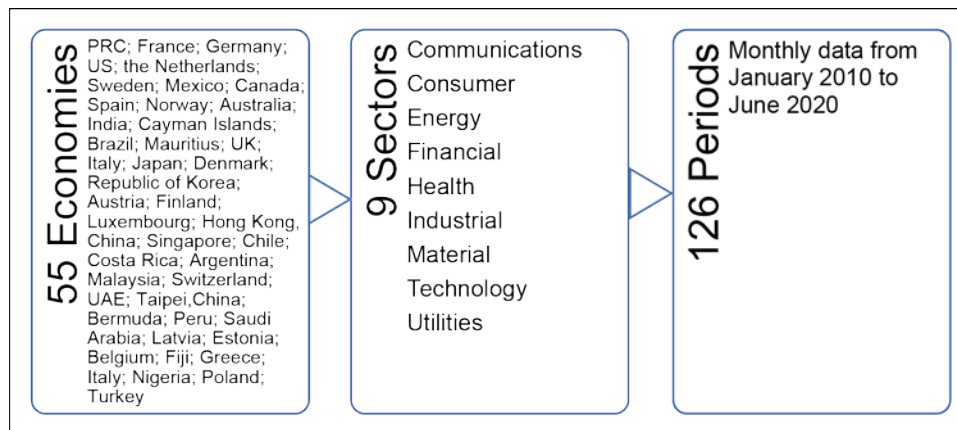 55 Economies
PRC; France; Germany;
US; the Netherlands;
Sweden; Mexico; Canada;
Spain; Norway; Australia;
India; Cayman Islands;
Brazil; Mauritius; UK;
Italy; Japan; Denmark;
Republic of Korea;
Austria; Finland;
Luxembourg; Hong Kong,
China; Singapore; Chile;
Costa Rica; Argentina;
Malaysia; Switzerland;
UAE; Taipei,China;
Bermuda; Peru; Saudi
Arabia; Latvia; Estonia;
Belgium; Fiji; Greece;
Italy; Nigeria; Poland;
Turkey
9 Sectors
Communications
Consumer
Energy
Financial
Health
Industrial
Material
Technology
Utilities
126 Periods
Monthly data from
January 2010 to
June 2020